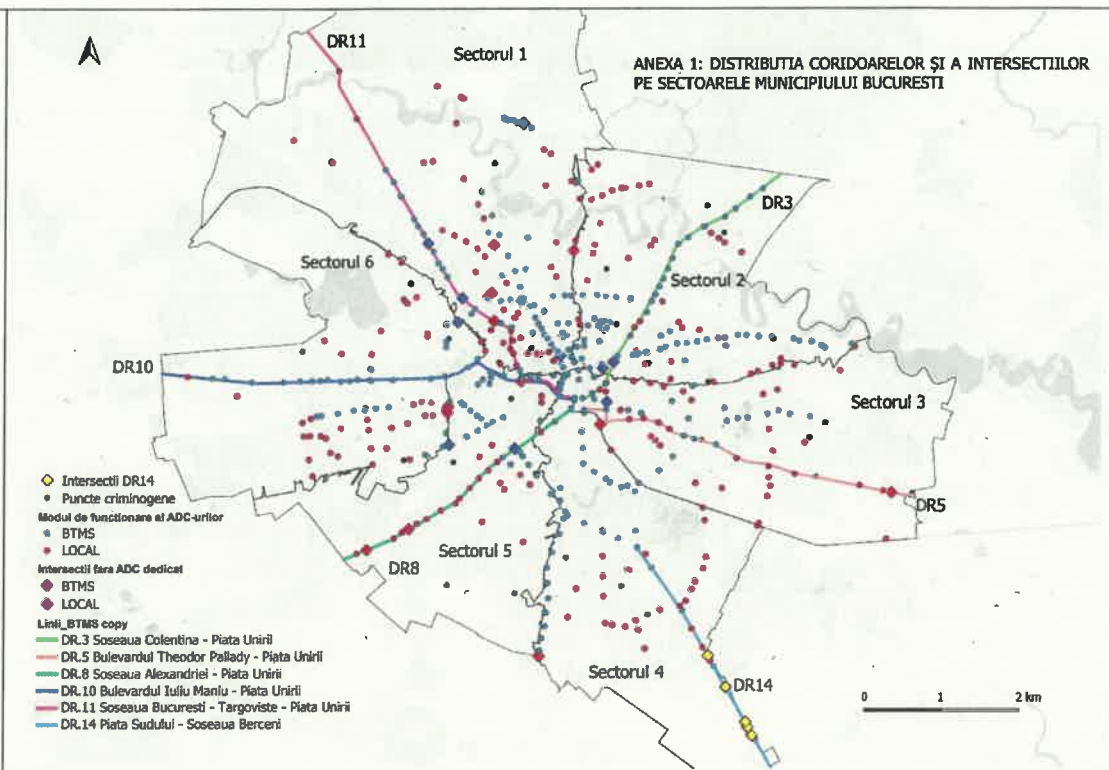 ANEXA 1: DISTRIBUTIA CORIDOARELOR ŞI A INTERSECTIILOR
PE SECTOARELE MUNICIPIULUI BUCURESTI
DR11
Sectorul 1
DR3
Sectorul 2
Sectorul 6
DR10
Sectorul 3
DR5
Sectorul 5
DR8
Sectorul 4
DR14
Intersectii DR14
Puncte criminogene
Modul de functionare al ADC-urilor
BTMS
LOCAL
Intersectii fara ADC dedicat
BTMS
LOCAL
Linii_BTMS copy
DR.3 Soseaua Colentina - Piata Unirii
DR.5 Bulevardul Theodor Pallady - Piata Unirii
DR.8 Soseaua Alexandriei - Piata Unirii
DR.10 Bulevardul Iuliu Maniu - Piata Unirii
DR.11 Soseaua Bucuresti - Targoviste - Piata Unirii
DR.14 Piata Sudului - Soseaua Berceni
0 1 2 km